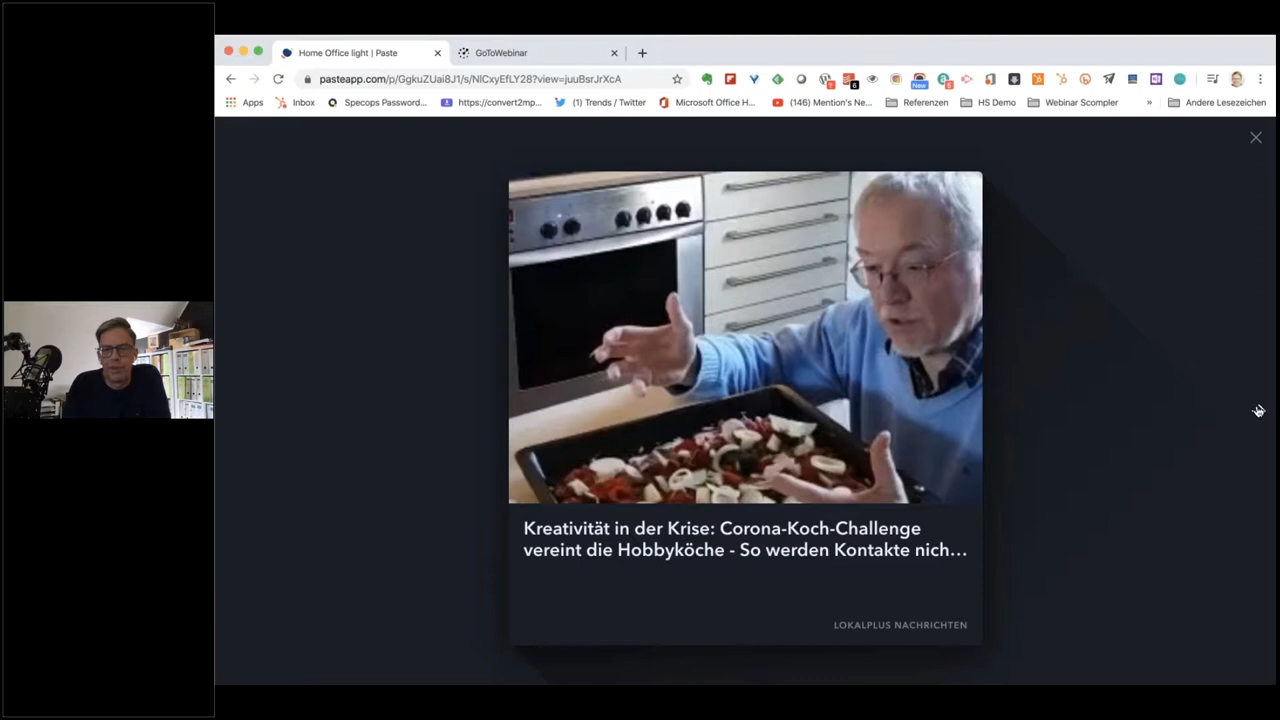 Home Office light | Paste
GoToWebinar
pasteapp.com/p/GgkuZUai8J1/s/NlCxyEfLY28?view=juuBsrJrXcA
New
Apps
Inbox
Specops Password...
https://convert2mp...
(1) Trends / Twitter
Microsoft Office H...
(146) Mention's Ne...
Referenzen
HS Demo
Webinar Scompler
»
Andere Lesezeichen
Kreativität in der Krise: Corona-Koch-Challenge
vereint die Hobbyköche - So werden Kontakte nich...
LOKALPLUS NACHRICHTEN